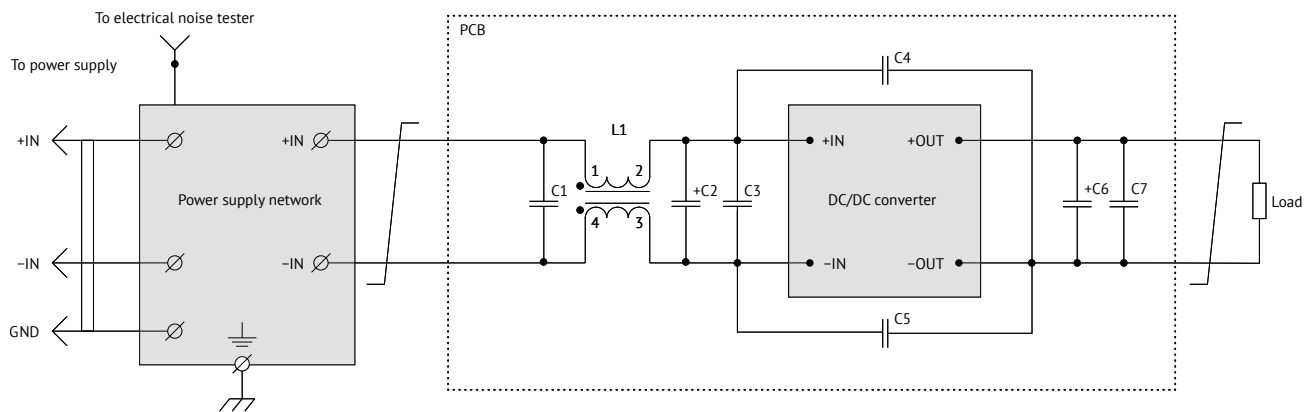 To electrical noise tester
PCB
To power supply
C4
+IN
+IN
L1
+IN
+OUT
1 2
C1
+C2
C3
+C6
C7
Power supply network
DC/DC converter
Load
4 3
−IN
−IN
−IN
−OUT
GND
C5